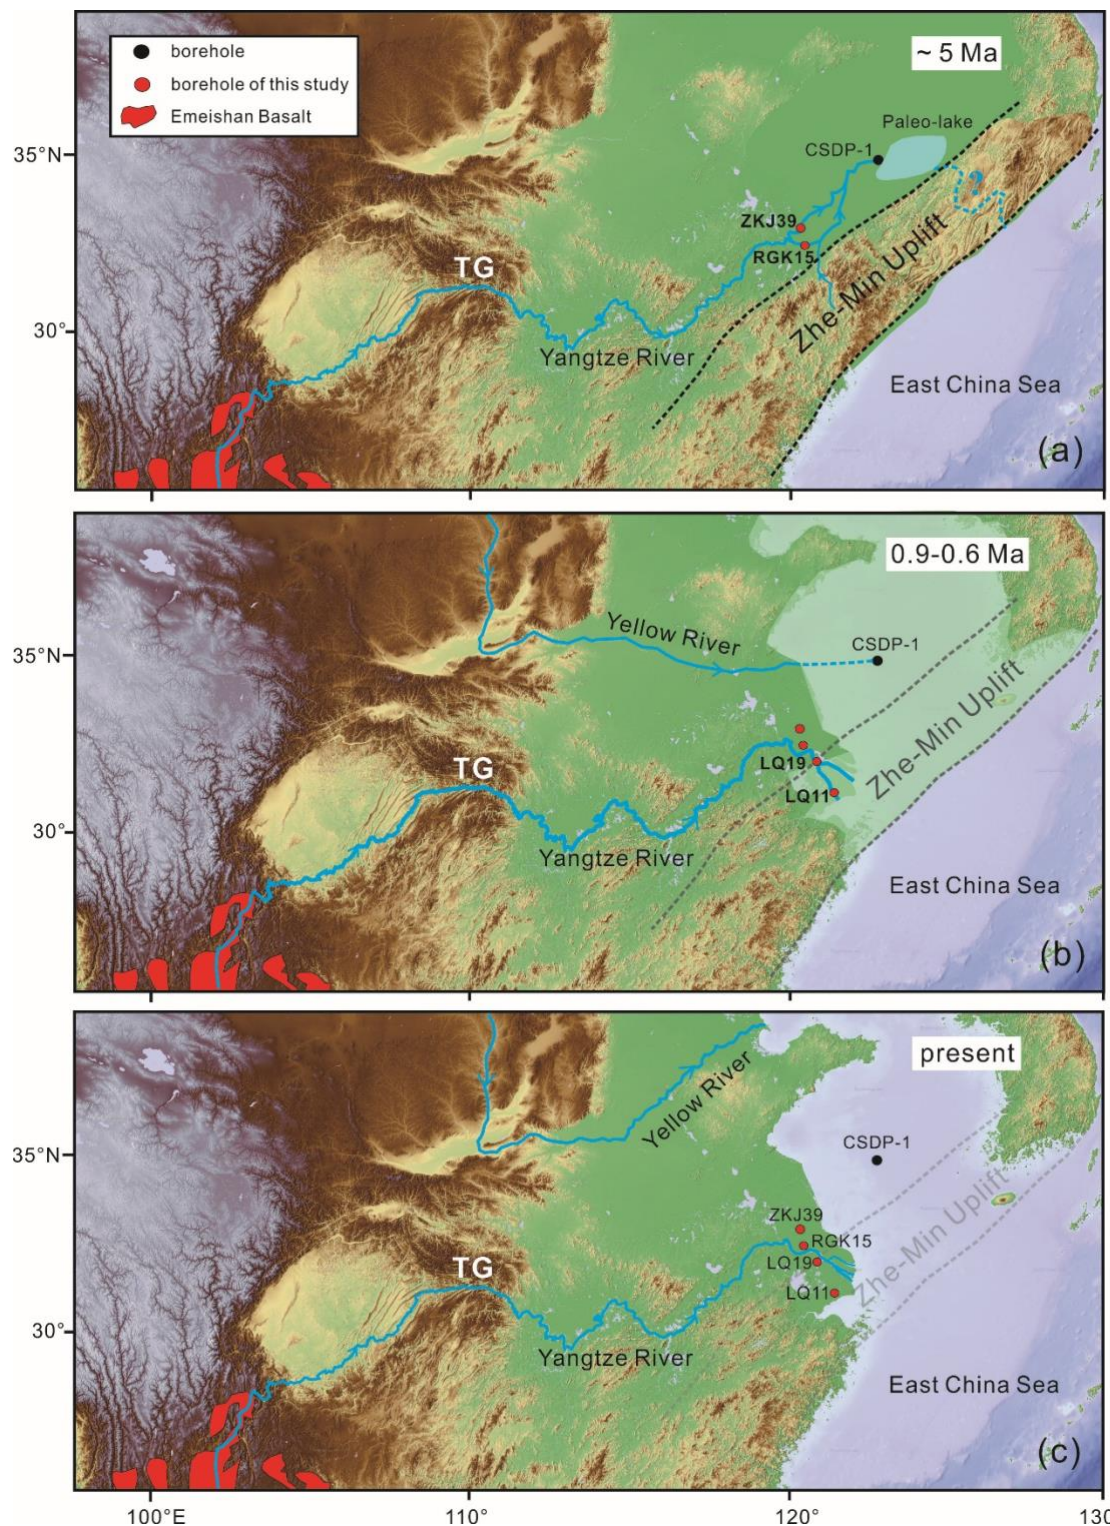 borehole
borehole of this study
Emeishan Basalt
~ 5 Ma
35°N
Paleo-lake
CSDP-1
?
ZKJ39
RGK15
TG
Zhe-Min Uplift
30°
Yangtze River
East China Sea
(a)
0.9-0.6 Ma
Yellow River
35°N
CSDP-1
Zhe-Min Uplift
LQ19
TG
LQ11
30°
Yangtze River
East China Sea
(b)
present
Yellow River
35°N
CSDP-1
ZKJ39
RGK15
Zhe-Min Uplift
LQ19
TG
LQ11
30°
Yangtze River
East China Sea
(c)
100°E
110°
120°
130